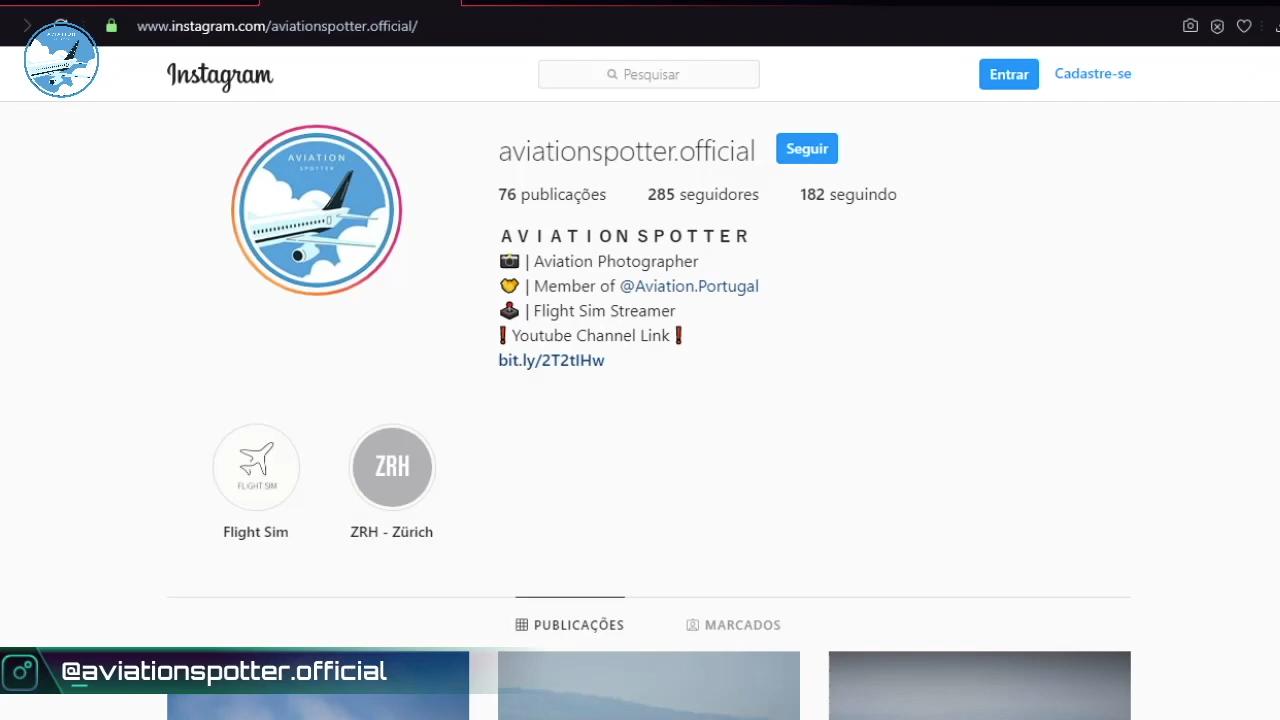 www.instagram.com/aviationspotter.official/
Instagram
Pesquisar
Entrar
Cadastre-se
AVIATION
SPOTTER
aviationspotter.official
Seguir
76 publicações 285 seguidores 182 seguindo
A V I A T I O N S P O T T E R
📷 | Aviation Photographer
💛 | Member of @Aviation.Portugal
🕹 | Flight Sim Streamer
❗Youtube Channel Link❗
bit.ly/2T2tIHw
FLIGHT SIM
ZRH
Flight Sim
ZRH - Zürich
PUBLICAÇÕES
MARCADOS
@aviationspotter.official